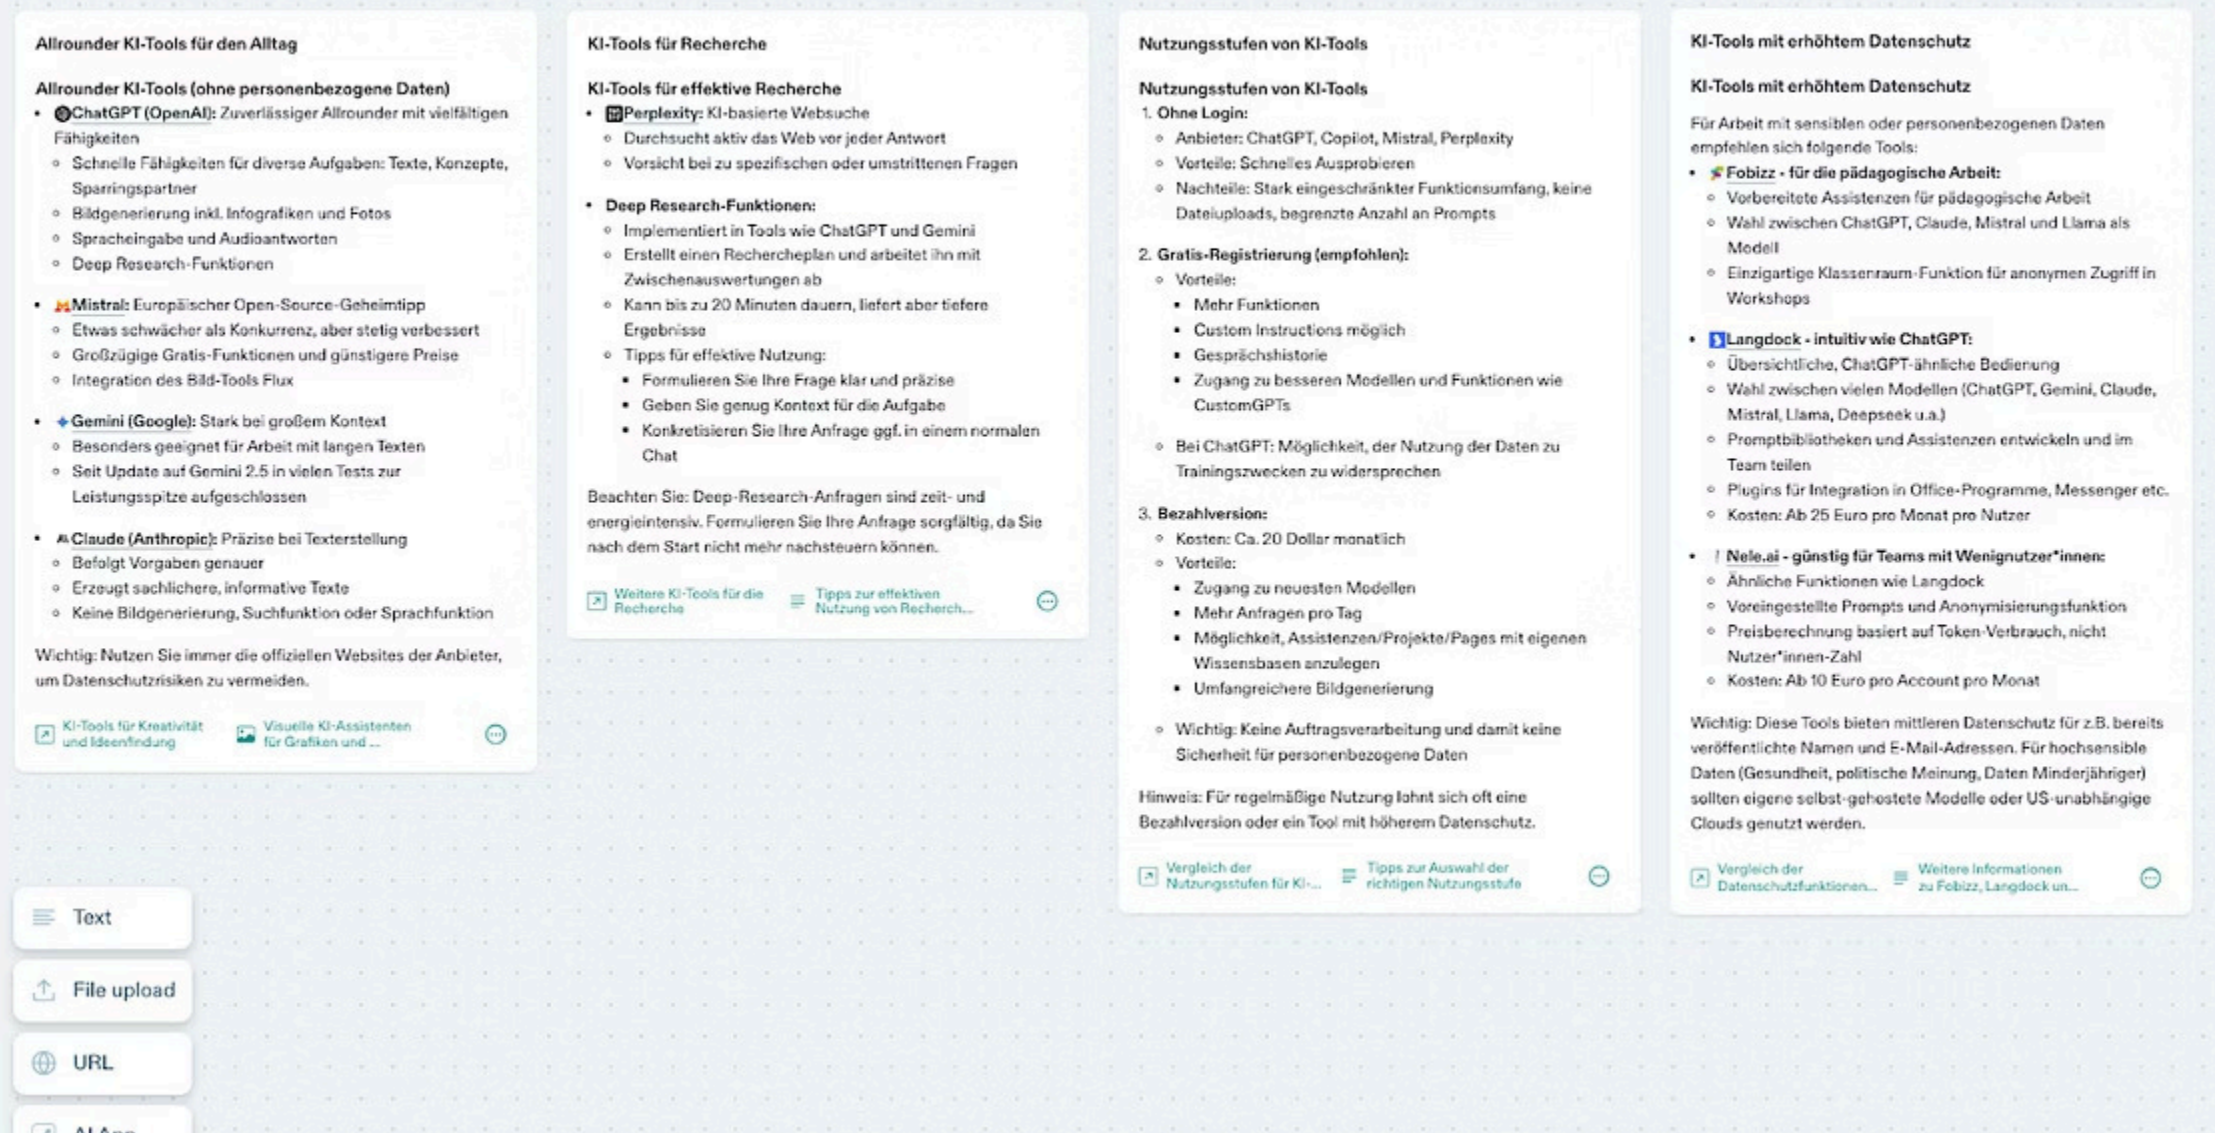 Allrounder KI-Tools für den Alltag
Allrounder KI-Tools (ohne personenbezogene Daten)
ChatGPT (OpenAI): Zuverlässiger Allrounder mit vielfältigen
Fähigkeiten
Schnelle Fähigkeiten für diverse Aufgaben: Texte, Konzepte,
Sparringspartner
Bildgenerierung inkl. Infografiken und Fotos
Spracheingabe und Audioantworten
Deep Research-Funktionen
Mistral: Europäischer Open-Source-Geheimtipp
Etwas schwächer als Konkurrenz, aber stetig verbessert
Großzügige Gratis-Funktionen und günstigere Preise
Integration des Bild-Tools Flux
Gemini (Google): Stark bei großem Kontext
Besonders geeignet für Arbeit mit langen Texten
Seit Update auf Gemini 2.5 in vielen Tests zur
Leistungsspitze aufgeschlossen
Claude (Anthropic): Präzise bei Texterstellung
Befolgt Vorgaben genauer
Erzeugt sachlichere, informative Texte
Keine Bildgenerierung, Suchfunktion oder Sprachfunktion
Wichtig: Nutzen Sie immer die offiziellen Websites der Anbieter,
um Datenschutzrisiken zu vermeiden.
KI-Tools für Kreativität
und Ideenfindung
Visuelle KI-Assistenten
für Grafiken und ...
KI-Tools für Recherche
KI-Tools für effektive Recherche
Perplexity: KI-basierte Websuche
Durchsucht aktiv das Web vor jeder Antwort
Vorsicht bei zu spezifischen oder umstrittenen Fragen
Deep Research-Funktionen:
Implementiert in Tools wie ChatGPT und Gemini
Erstellt einen Rechercheplan und arbeitet ihn mit
Zwischenauswertungen ab
Kann bis zu 20 Minuten dauern, liefert aber tiefere
Ergebnisse
Tipps für effektive Nutzung:
Formulieren Sie Ihre Frage klar und präzise
Geben Sie genug Kontext für die Aufgabe
Konkretisieren Sie Ihre Anfrage ggf. in einem normalen
Chat
Beachten Sie: Deep-Research-Anfragen sind zeit- und
energieintensiv. Formulieren Sie Ihre Anfrage sorgfältig, da Sie
nach dem Start nicht mehr nachsteuern können.
Weitere KI-Tools für die
Recherche
Tipps zur effektiven
Nutzung von Recherch...
Nutzungsstufen von KI-Tools
Nutzungsstufen von KI-Tools
1. Ohne Login:
Anbieter: ChatGPT, Copilot, Mistral, Perplexity
Vorteile: Schnelles Ausprobieren
Nachteile: Stark eingeschränkter Funktionsumfang, keine
Dateiuploads, begrenzte Anzahl an Prompts
2. Gratis-Registrierung (empfohlen):
Vorteile:
Mehr Funktionen
Custom Instructions möglich
Gesprächshistorie
Zugang zu besseren Modellen und Funktionen wie
CustomGPTs
Bei ChatGPT: Möglichkeit, der Nutzung der Daten zu
Trainingszwecken zu widersprechen
3. Bezahlversion:
Kosten: Ca. 20 Dollar monatlich
Vorteile:
Zugang zu neuesten Modellen
Mehr Anfragen pro Tag
Möglichkeit, Assistenzen/Projekte/Pages mit eigenen
Wissensbasen anzulegen
Umfangreichere Bildgenerierung
Wichtig: Keine Auftragsverarbeitung und damit keine
Sicherheit für personenbezogene Daten
Hinweis: Für regelmäßige Nutzung lohnt sich oft eine
Bezahlversion oder ein Tool mit höherem Datenschutz.
Vergleich der
Nutzungsstufen für KI-...
Tipps zur Auswahl der
richtigen Nutzungsstufe
KI-Tools mit erhöhtem Datenschutz
KI-Tools mit erhöhtem Datenschutz
Für Arbeit mit sensiblen oder personenbezogenen Daten
empfehlen sich folgende Tools:
Fobizz - für die pädagogische Arbeit:
Vorbereitete Assistenzen für pädagogische Arbeit
Wahl zwischen ChatGPT, Claude, Mistral und Llama als
Modell
Einzigartige Klassenraum-Funktion für anonymen Zugriff in
Workshops
Langdock - intuitiv wie ChatGPT:
Übersichtliche, ChatGPT-ähnliche Bedienung
Wahl zwischen vielen Modellen (ChatGPT, Gemini, Claude,
Mistral, Llama, Deepseek u.a.)
Promptbibliotheken und Assistenzen entwickeln und im
Team teilen
Plugins für Integration in Office-Programme, Messenger etc.
Kosten: Ab 25 Euro pro Monat pro Nutzer
Nele.ai - günstig für Teams mit Wenignutzer*innen:
Ähnliche Funktionen wie Langdock
Voreingestellte Prompts und Anonymisierungsfunktion
Preisberechnung basiert auf Token-Verbrauch, nicht
Nutzer*innen-Zahl
Kosten: Ab 10 Euro pro Account pro Monat
Wichtig: Diese Tools bieten mittleren Datenschutz für z.B. bereits
veröffentlichte Namen und E-Mail-Adressen. Für hochsensible
Daten (Gesundheit, politische Meinung, Daten Minderjähriger)
sollten eigene selbst-gehostete Modelle oder US-unabhängige
Clouds genutzt werden.
Vergleich der
Datenschutzfunktionen...
Weitere Informationen
zu Fobizz, Langdock un...
Text
File upload
URL